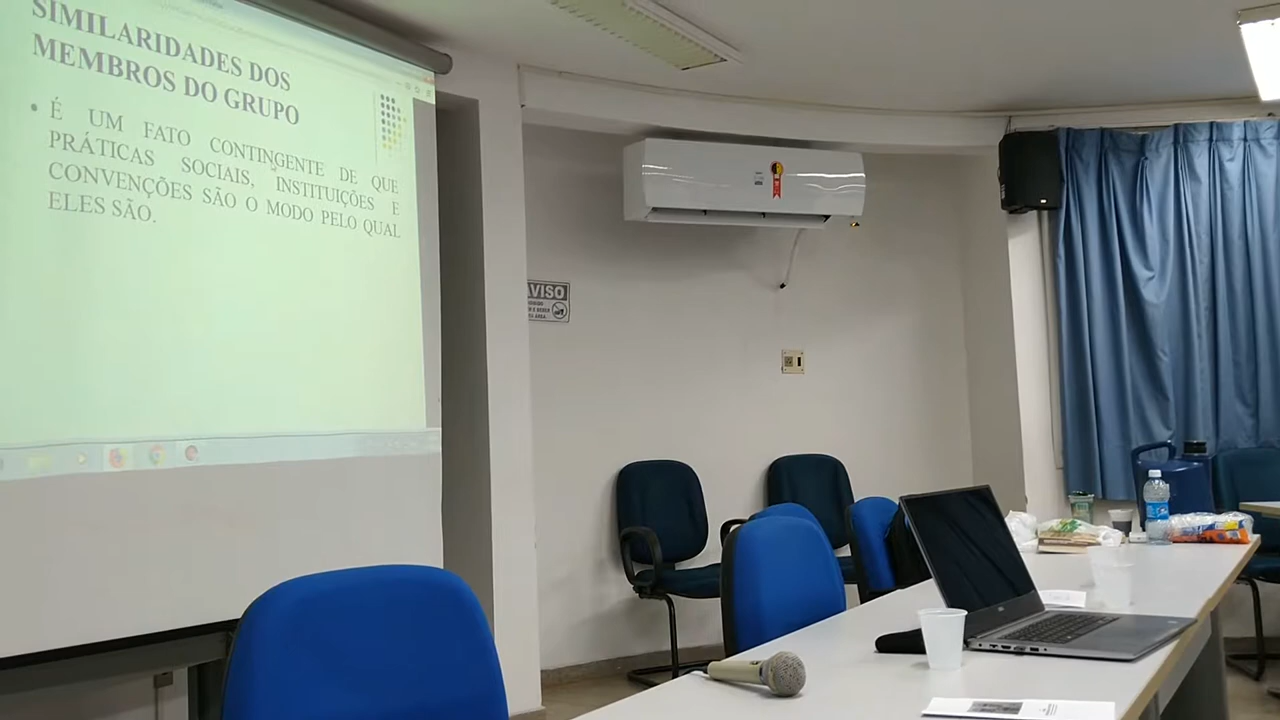 SIMILARIDADES DOS
MEMBROS DO GRUPO
• É UM FATO CONTINGENTE DE QUE
PRÁTICAS SOCIAIS, INSTITUIÇÕES E
CONVENÇÕES SÃO O MODO PELO QUAL
ELES SÃO.
AVISO